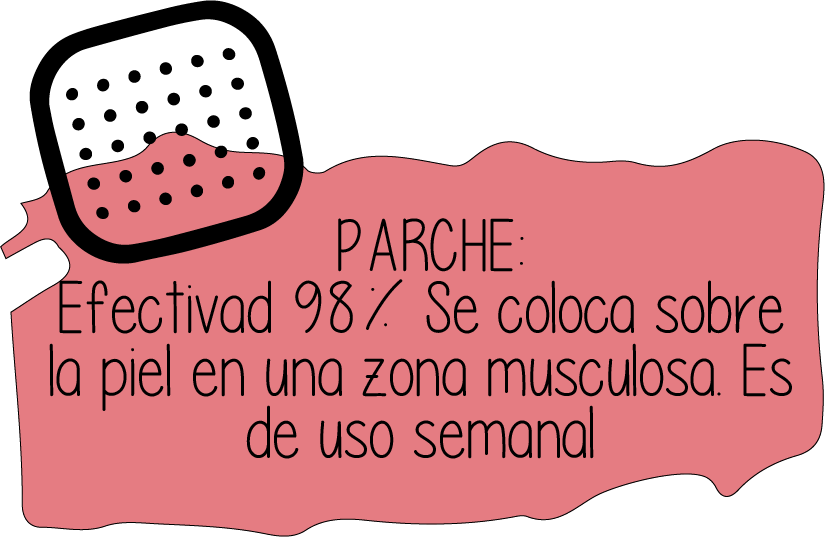 PARCHE:
Efectivad 98% Se coloca sobre
la piel en una zona musculosa. Es
de uso semanal